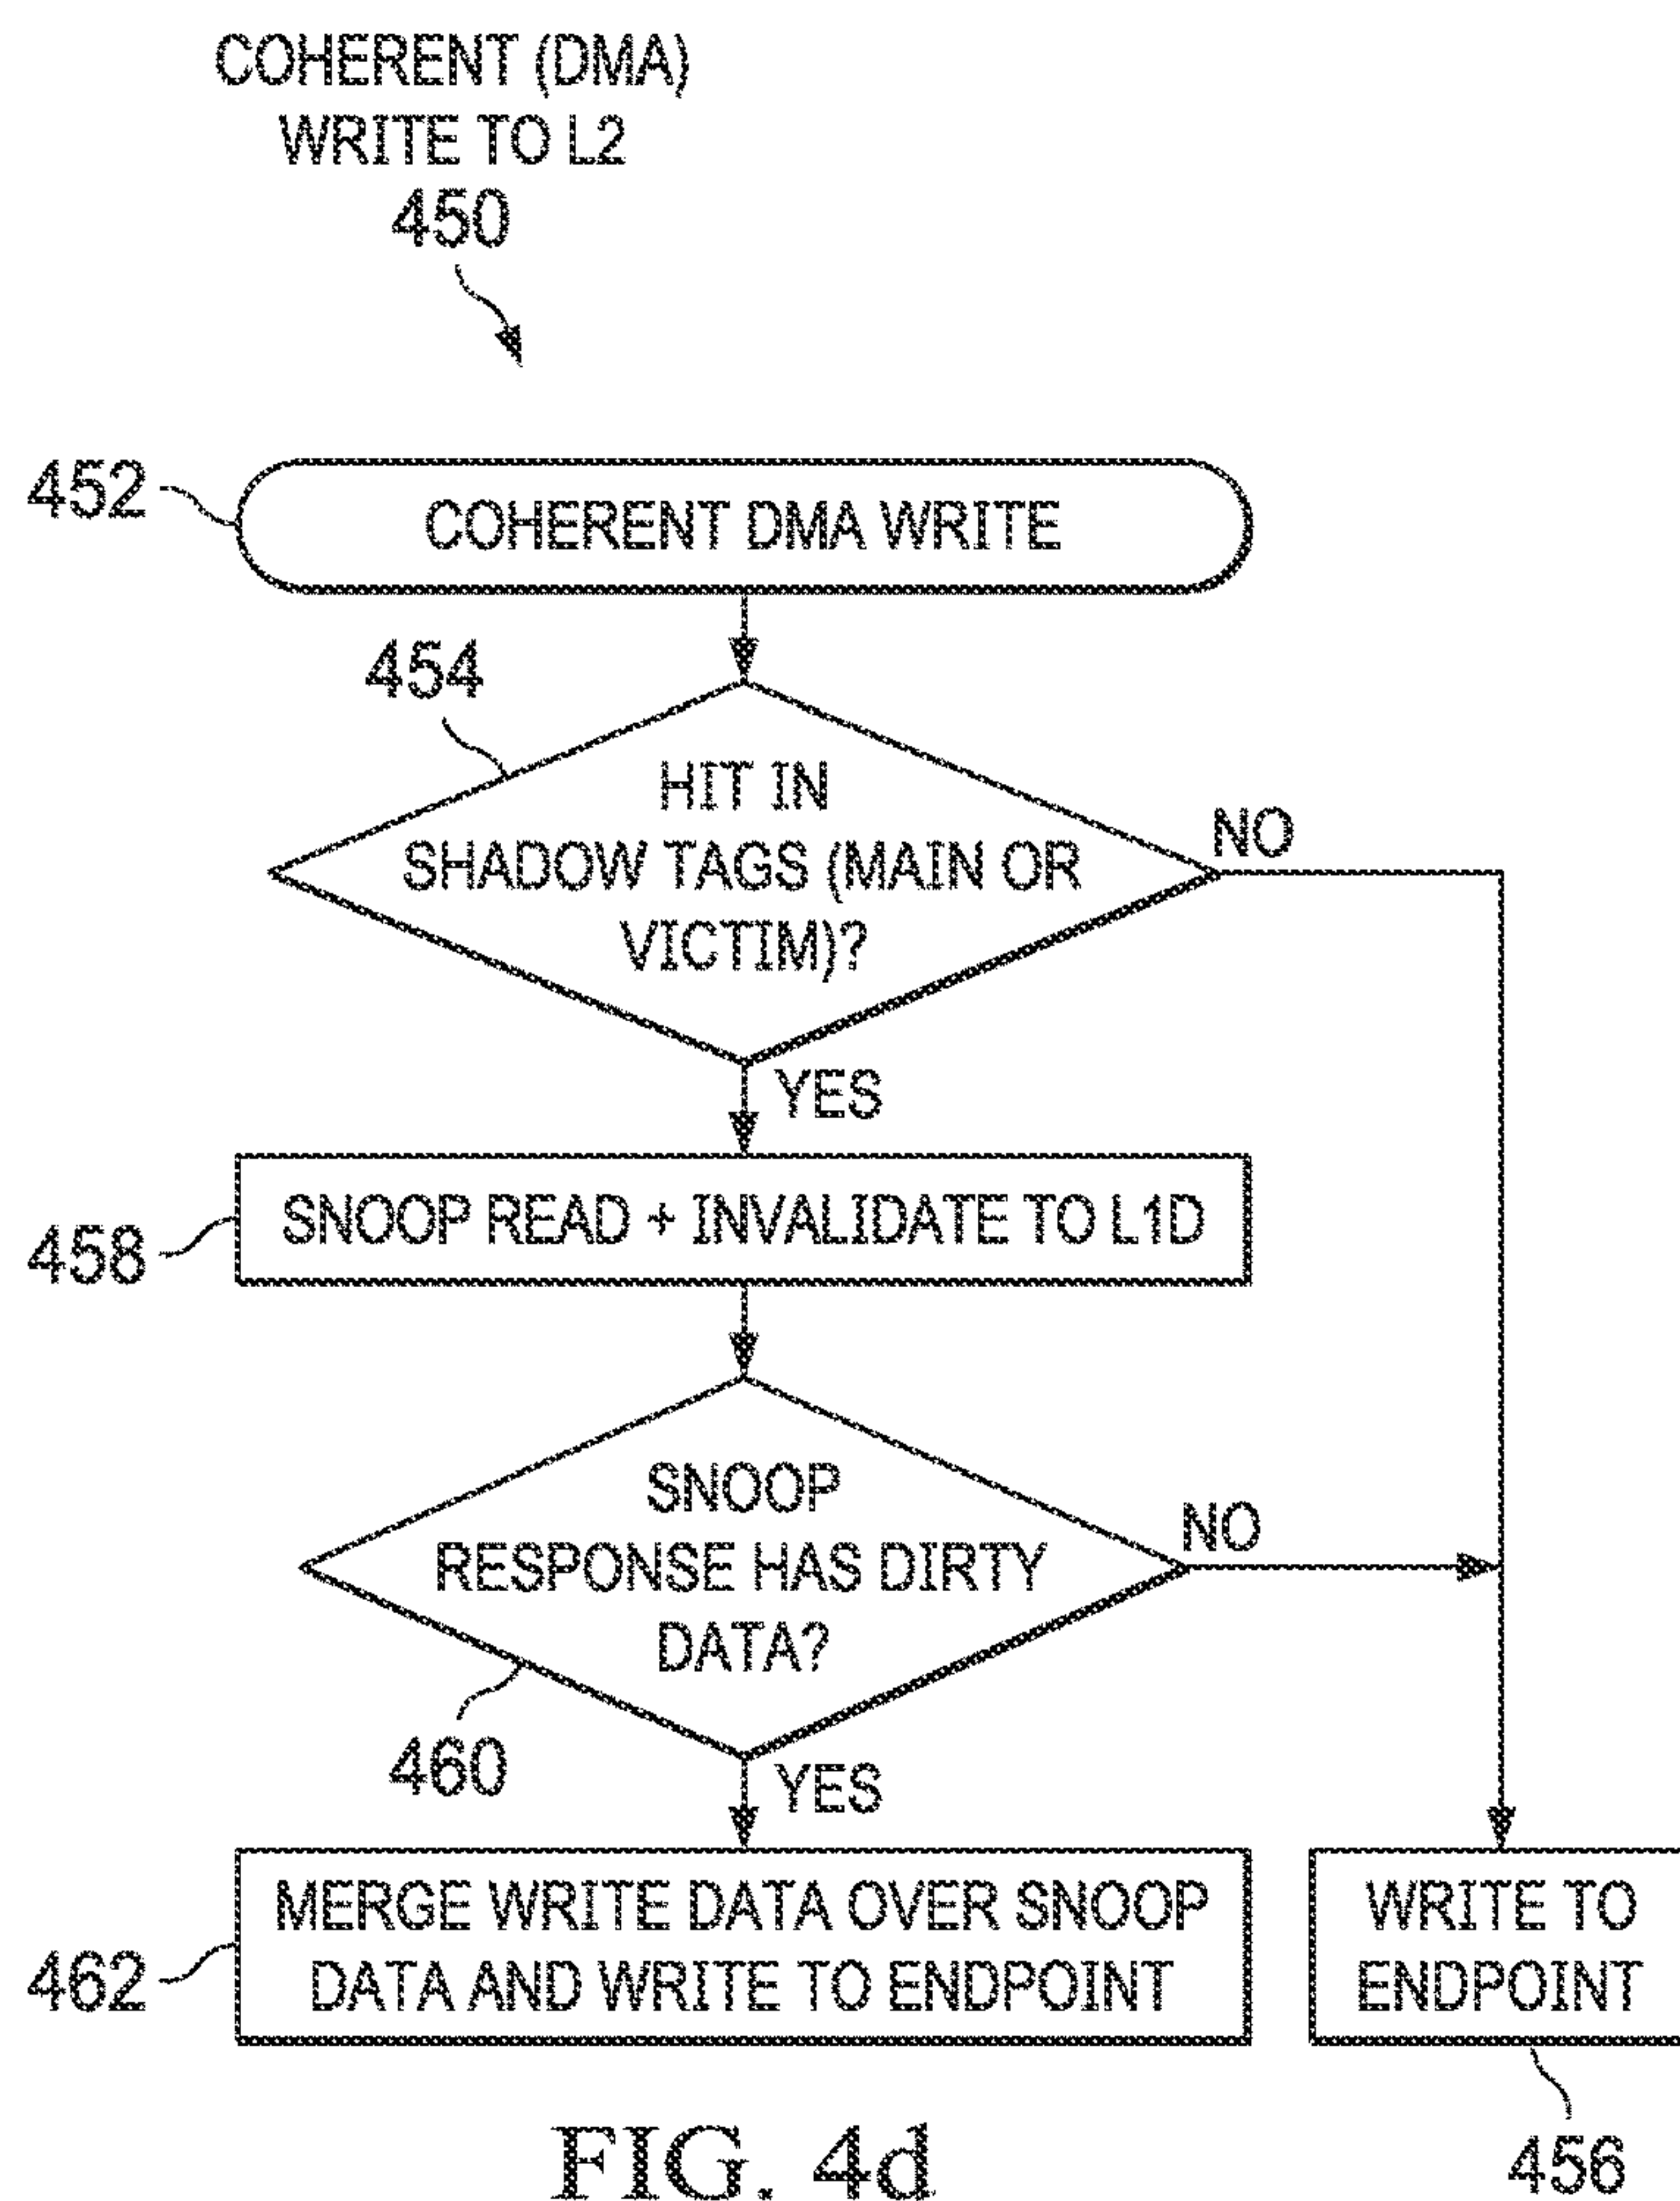 COHERENT (DMA)
WRITE TO L2
450
452
COHERENT DMA WRITE
454
HIT IN
SHADOW TAGS (MAIN OR
VICTIM)?
NO
YES
458
SNOOP READ + INVALIDATE TO L1D
SNOOP
RESPONSE HAS DIRTY
DATA?
NO
460
YES
462
MERGE WRITE DATA OVER SNOOP
DATA AND WRITE TO ENDPOINT
WRITE TO
ENDPOINT
456
FIG. 4d